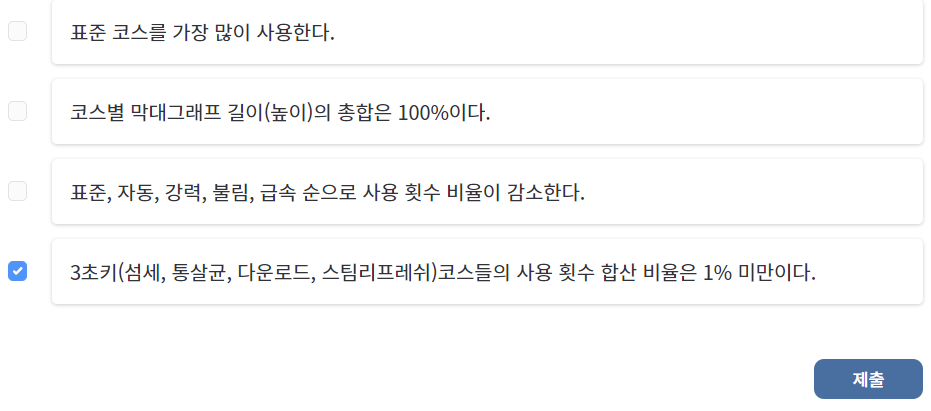 표준 코스를 가장 많이 사용한다.
코스별 막대그래프 길이(높이)의 총합은 100%이다.
표준, 자동, 강력, 불림, 급속 순으로 사용 횟수 비율이 감소한다.
3초키(섬세, 통살균, 다운로드, 스팀리프레쉬)코스들의 사용 횟수 합산 비율은 1% 미만이다.
제출